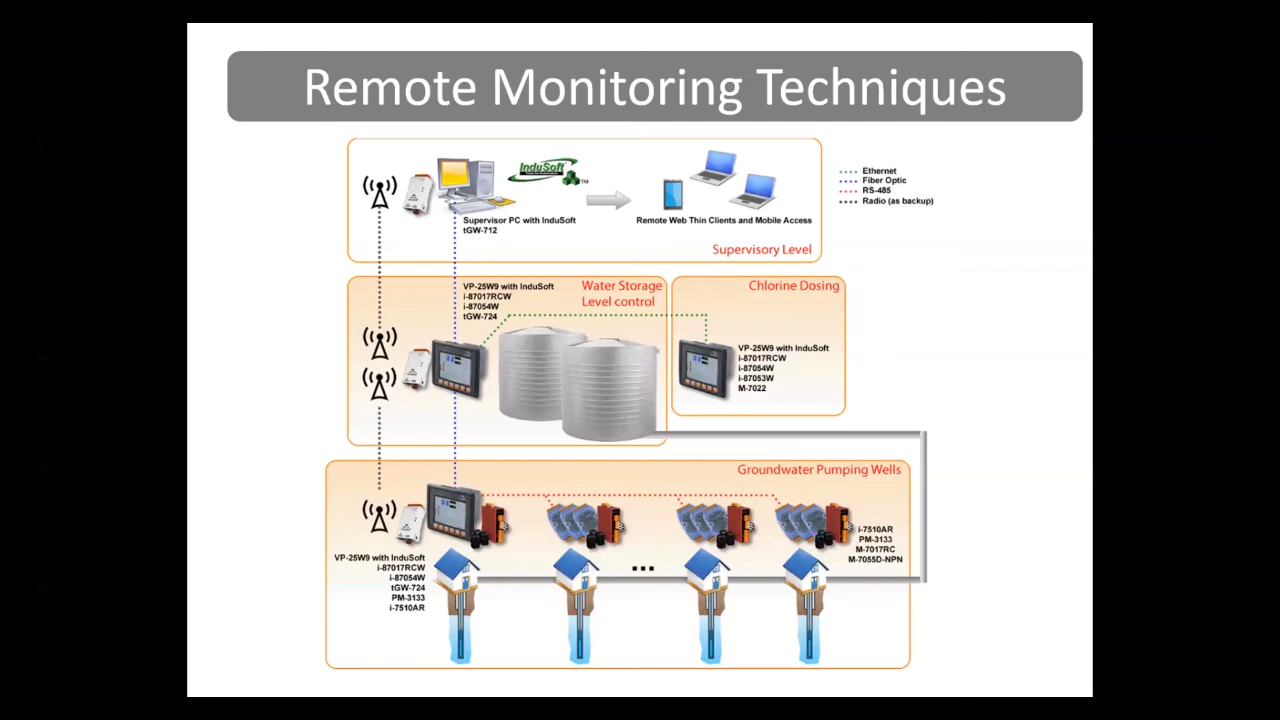 Remote Monitoring Techniques
InduSoft
TM
Supervisor PC with InduSoft
tGW-712
Remote Web Thin Clients and Mobile Access
Supervisory Level
Ethernet
Fiber Optic
RS-485
Radio (as backup)
VP-25W9 with InduSoft
i-87017RCW
i-87054W
tGW-724
Water Storage
Level control
Chlorine Dosing
VP-25W9 with InduSoft
i-87017RCW
i-87054W
i-87053W
M-7022
Groundwater Pumping Wells
i-7510AR
PM-3133
M-7017RC
M-7055D-NPN
VP-25W9 with InduSoft
i-87017RCW
i-87054W
tGW-724
PM-3133
i-7510AR